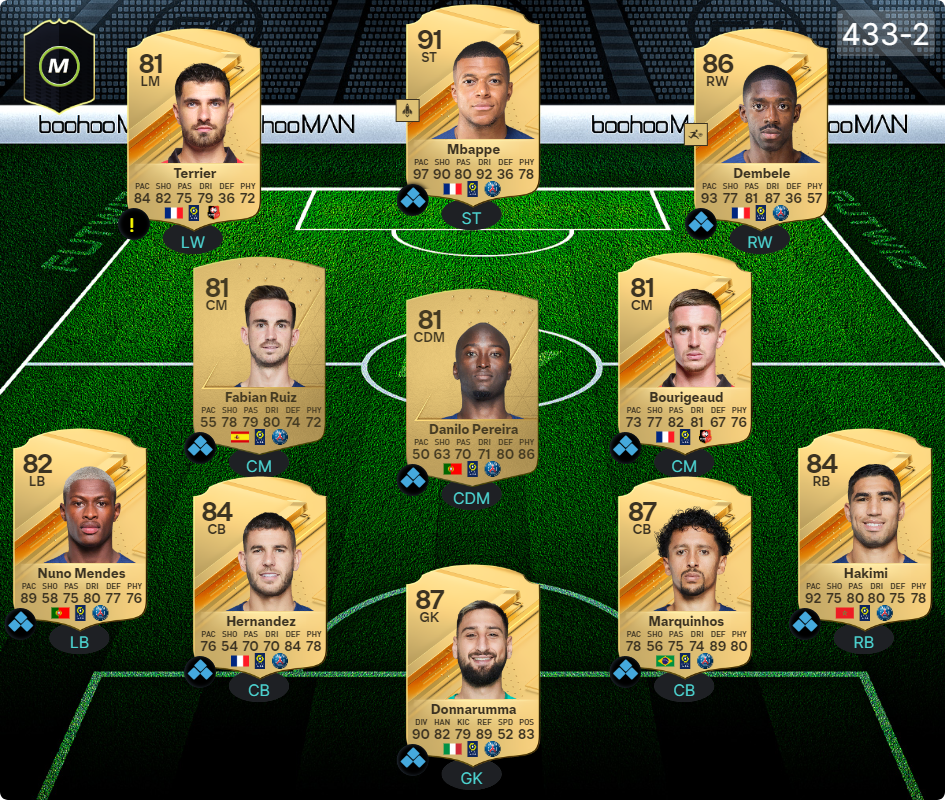 433-2
M
boohooM
hooMAN
boohooM
ooMAN
81
LM
Terrier
PAC SHO PAS DRI DEF PHY
84 82 75 79 36 72
!
LW
91
ST
Mbappe
PAC SHO PAS DRI DEF PHY
97 90 80 92 36 78
ST
86
RW
Dembele
PAC SHO PAS DRI DEF PHY
93 77 81 87 36 57
RW
81
CM
Fabian Ruiz
PAC SHO PAS DRI DEF PHY
55 78 79 80 74 72
CM
81
CDM
Danilo Pereira
PAC SHO PAS DRI DEF PHY
50 63 70 71 80 86
CDM
81
CM
Bourigeaud
PAC SHO PAS DRI DEF PHY
73 77 82 81 67 76
CM
82
LB
Nuno Mendes
PAC SHO PAS DRI DEF PHY
89 58 75 80 77 76
LB
84
CB
Hernandez
PAC SHO PAS DRI DEF PHY
76 54 70 70 84 78
CB
87
GK
Donnarumma
DIV HAN KIC REF SPD POS
90 82 79 89 52 83
GK
87
CB
Marquinhos
PAC SHO PAS DRI DEF PHY
78 56 75 74 89 80
CB
84
RB
Hakimi
PAC SHO PAS DRI DEF PHY
92 75 80 80 75 78
RB